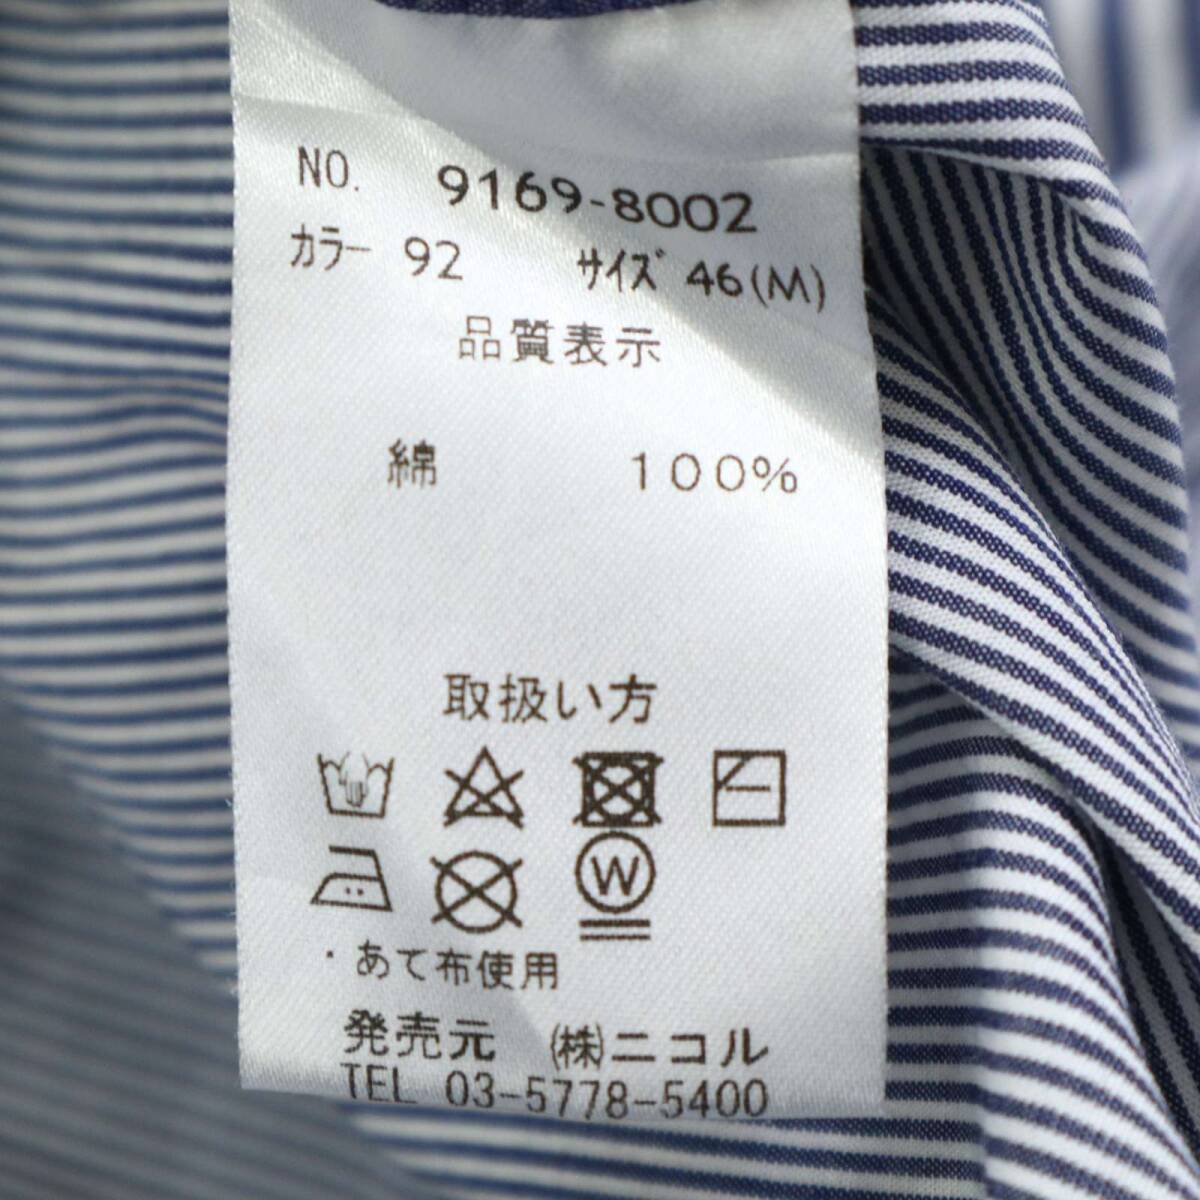 NO. 9169-8002
カラー 92 サイズ 46(M)
品質表示
綿 100%
取扱い方
W
・あて布使用
発売元 (株)ニコル
TEL 03-5778-5400